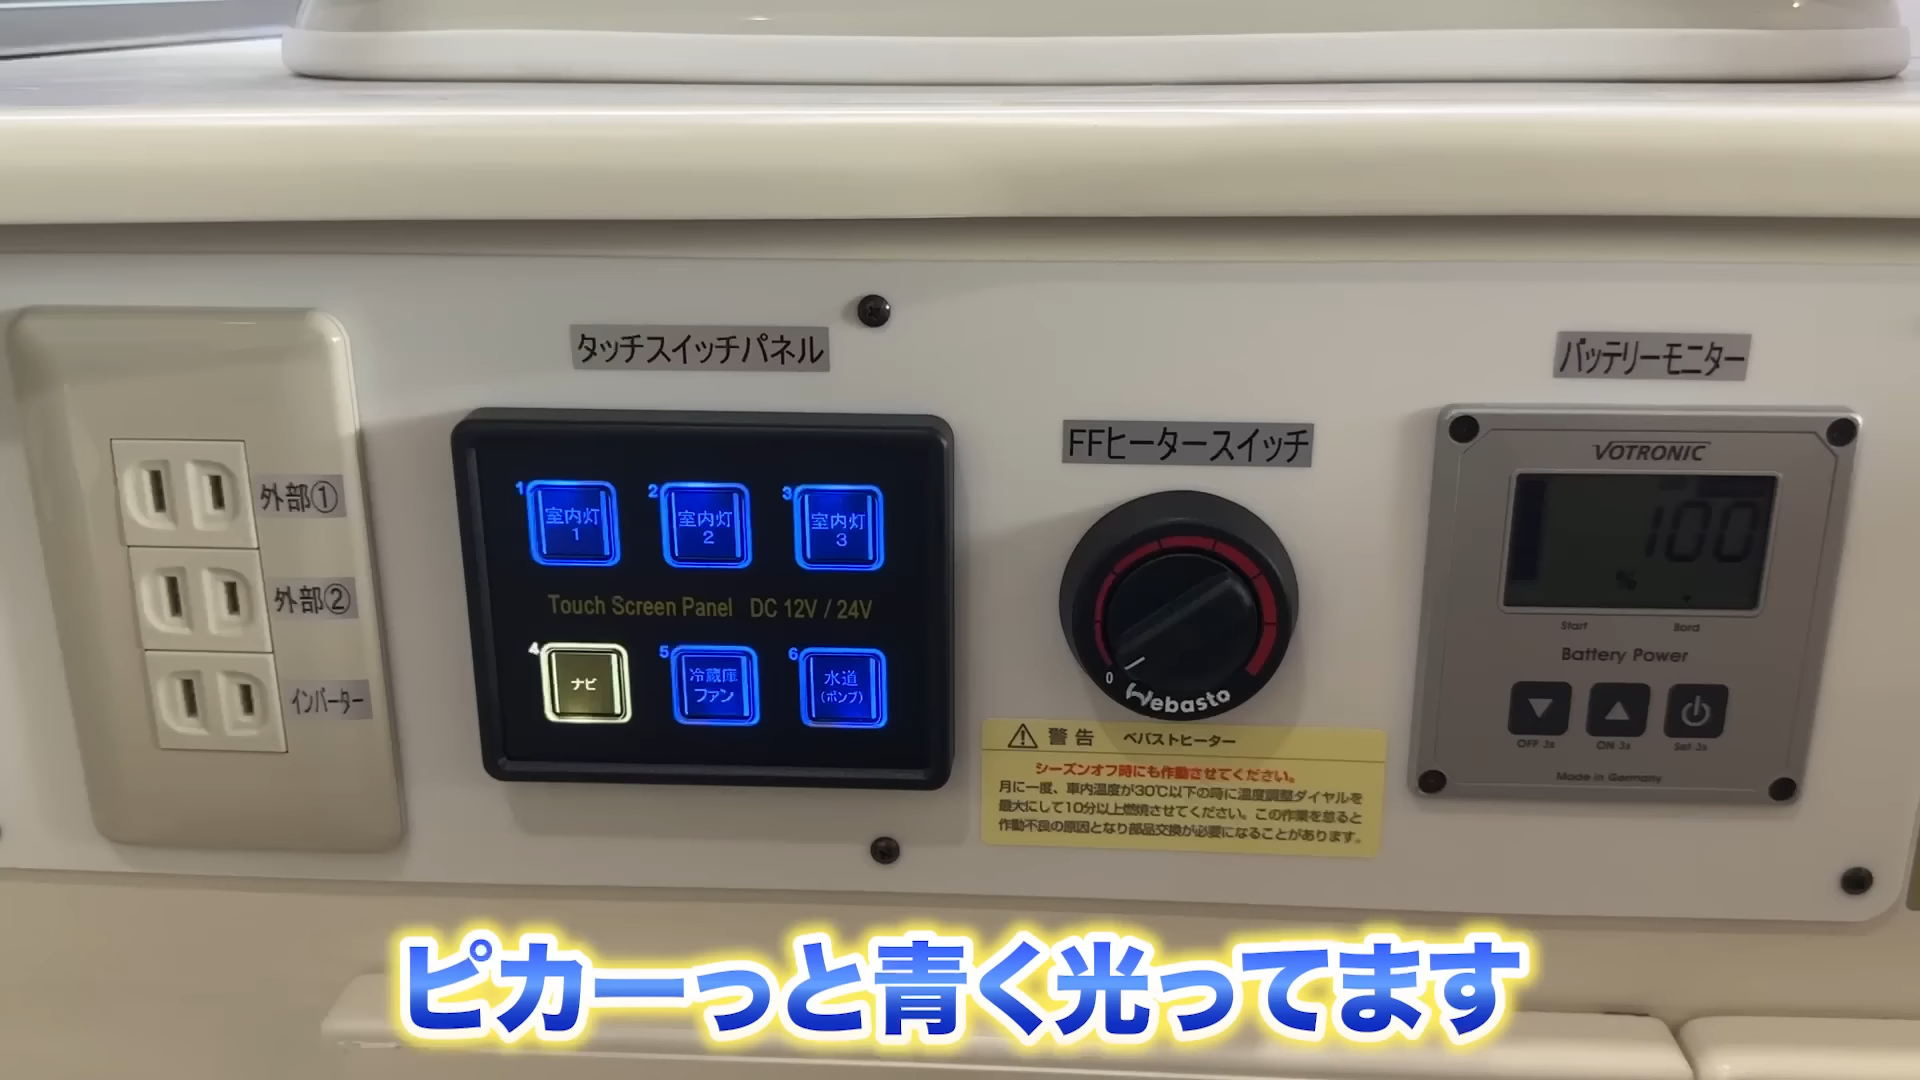 外部①
外部②
インバーター
タッチスイッチパネル
1 室内灯 1
2 室内灯 2
3 室内灯 3
Touch Screen Panel DC 12V / 24V
4 ナビ
5 冷蔵庫 ファン
6 水道 (ポンプ)
FFヒータースイッチ
0
Webasto
警告 ベバストヒーター
シーズンオフ時にも作動させてください。
月に一度、車内温度が30℃以下の時に温度調整ダイヤルを
最大にして10分以上燃焼させてください。この作業を怠ると
作動不良の原因となり部品交換が必要になることがあります。
バッテリーモニター
VOTRONIC
100
%
Start Bord
Battery Power
OFF 3s ON 3s Set 3s
Made in Germany
ピカーっと青く光ってます